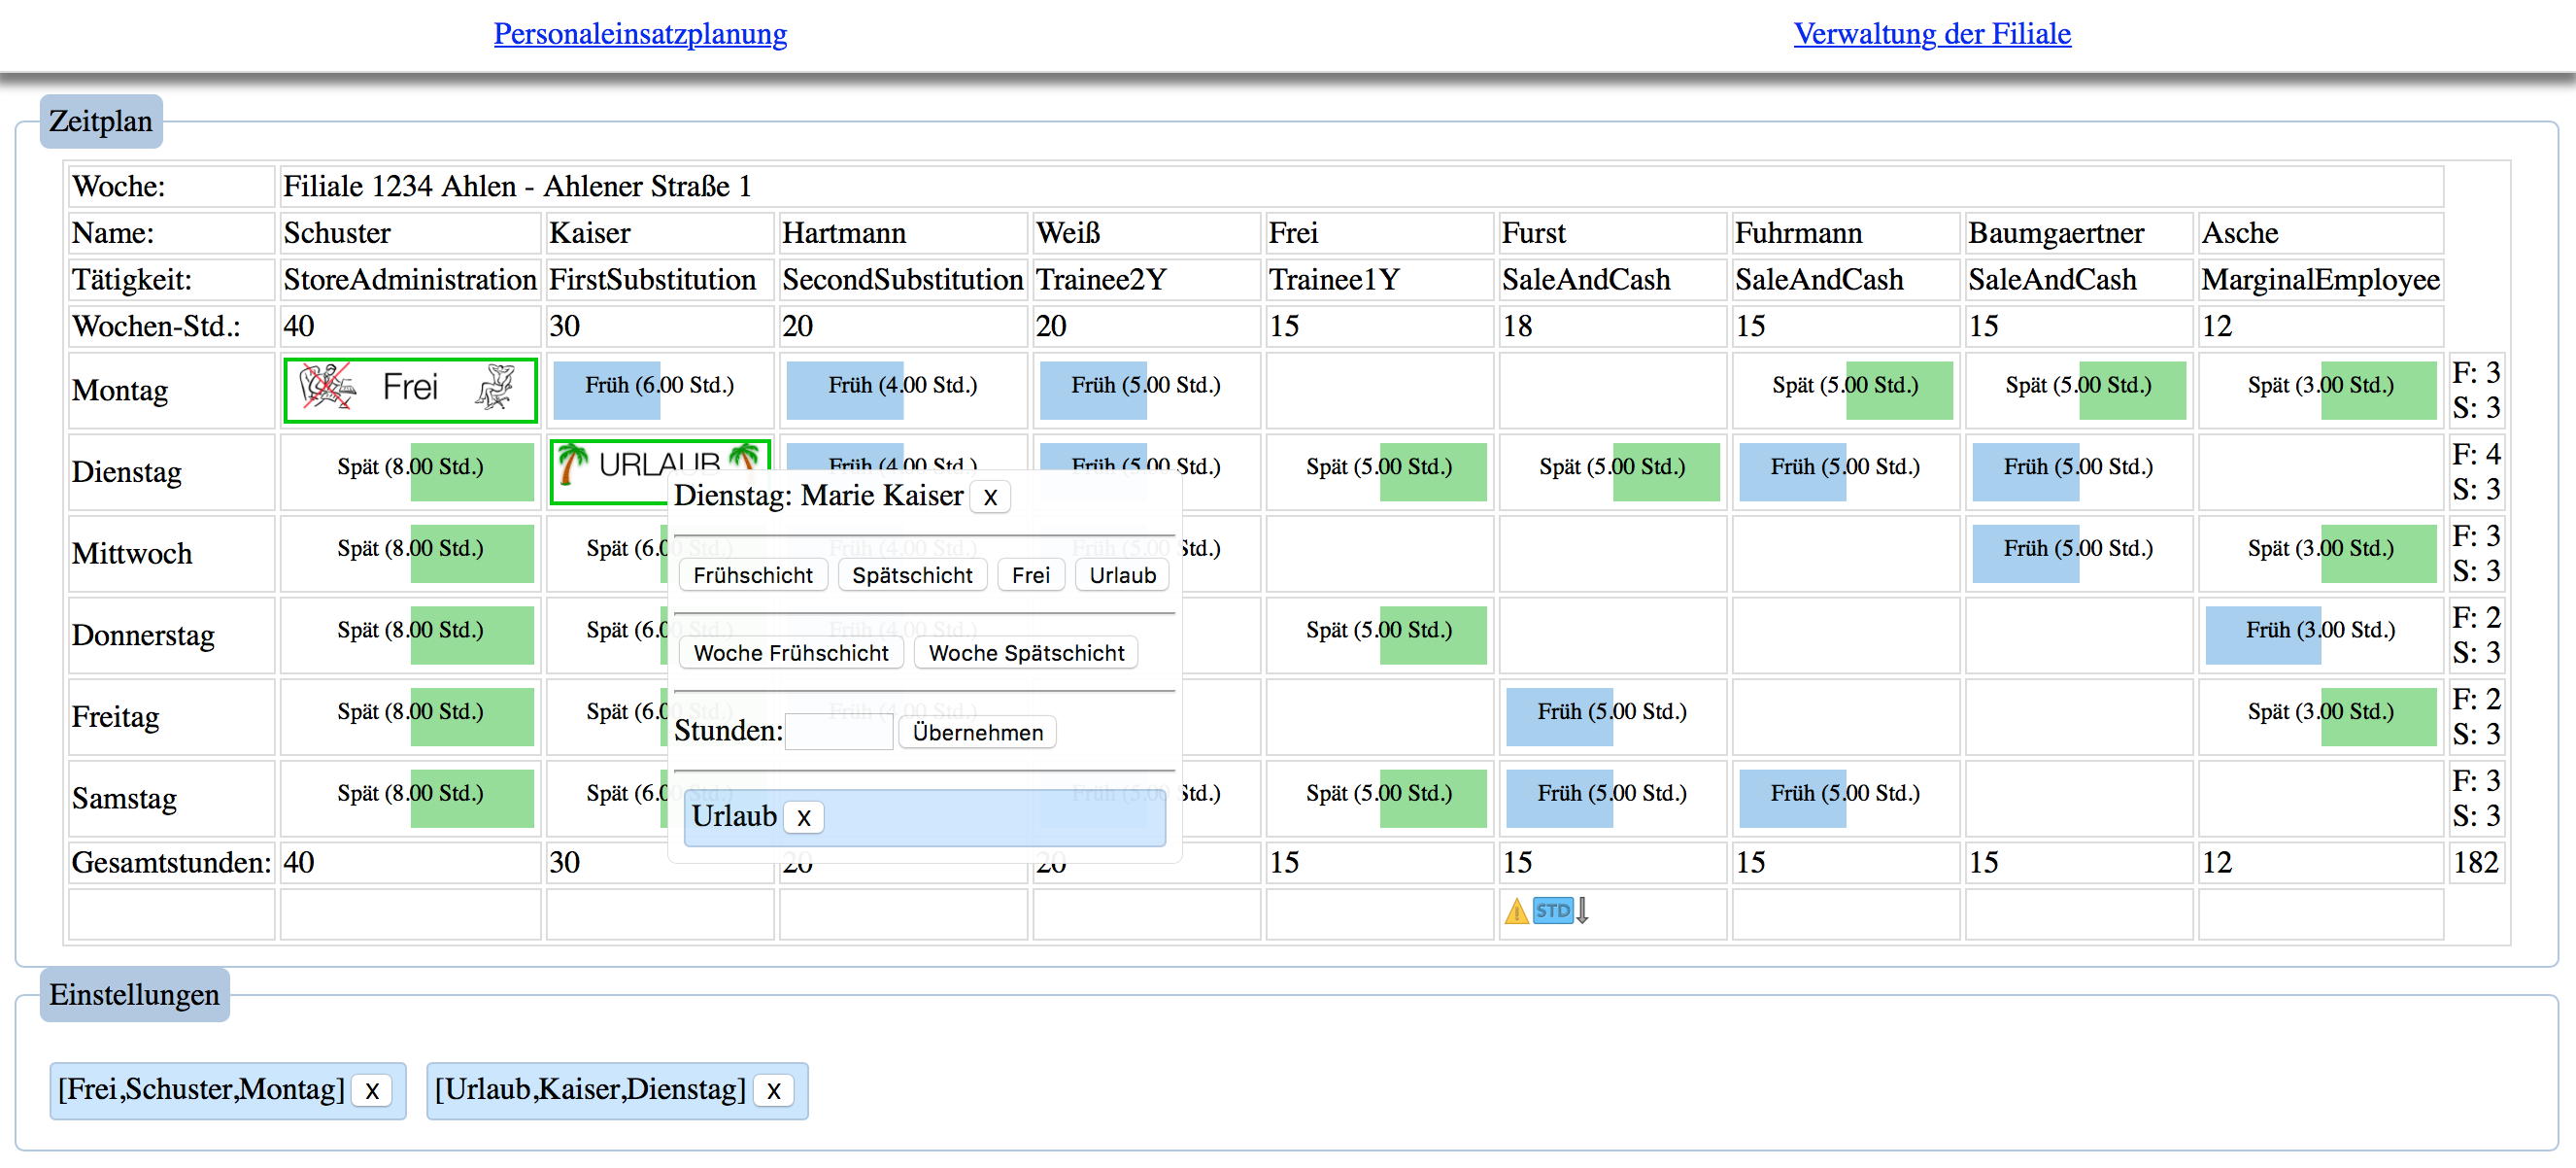 Personaleinsatzplanung Verwaltung der Filiale
Zeitplan
Woche: Filiale 1234 Ahlen - Ahlener Straße 1
Name: Schuster Kaiser Hartmann Weiß Frei Furst Fuhrmann Baumgaertner Asche
Tätigkeit: StoreAdministration FirstSubstitution SecondSubstitution Trainee2Y Trainee1Y SaleAndCash SaleAndCash SaleAndCash MarginalEmployee
Wochen-Std.: 40 30 20 20 15 18 15 15 12
Montag Frei Früh (6.00 Std.) Früh (4.00 Std.) Früh (5.00 Std.) Spät (5.00 Std.) Spät (5.00 Std.) Spät (3.00 Std.) F: 3
S: 3
Dienstag Spät (8.00 Std.) URLAUB Früh (4.00 Std.) Früh (5.00 Std.) Spät (5.00 Std.) Spät (5.00 Std.) Früh (5.00 Std.) Früh (5.00 Std.) F: 4
S: 3
Dienstag: Marie Kaiser x
Mittwoch Spät (8.00 Std.) Spät (6.00 Std.) Früh (4.00 Std.) Früh (5.00 Std.) Früh (5.00 Std.) Spät (3.00 Std.) F: 3
S: 3
Frühschicht Spätschicht Frei Urlaub
Donnerstag Spät (8.00 Std.) Spät (6.00 Std.) Früh (4.00 Std.) Spät (5.00 Std.) Früh (3.00 Std.) F: 2
S: 3
Woche Frühschicht Woche Spätschicht
Freitag Spät (8.00 Std.) Spät (6.0 Früh (4.00 Std.) Früh (5.00 Std.) Spät (3.00 Std.) F: 2
S: 3
Stunden: Übernehmen
Samstag Spät (8.00 Std.) Spät (6.0 Früh (5.00 Std.) Spät (5.00 Std.) Früh (5.00 Std.) Früh (5.00 Std.) F: 3
S: 3
Urlaub x
Gesamtstunden: 40 30 20 20 15 15 15 15 12 182
STD
Einstellungen
[Frei,Schuster,Montag] x [Urlaub,Kaiser,Dienstag] x